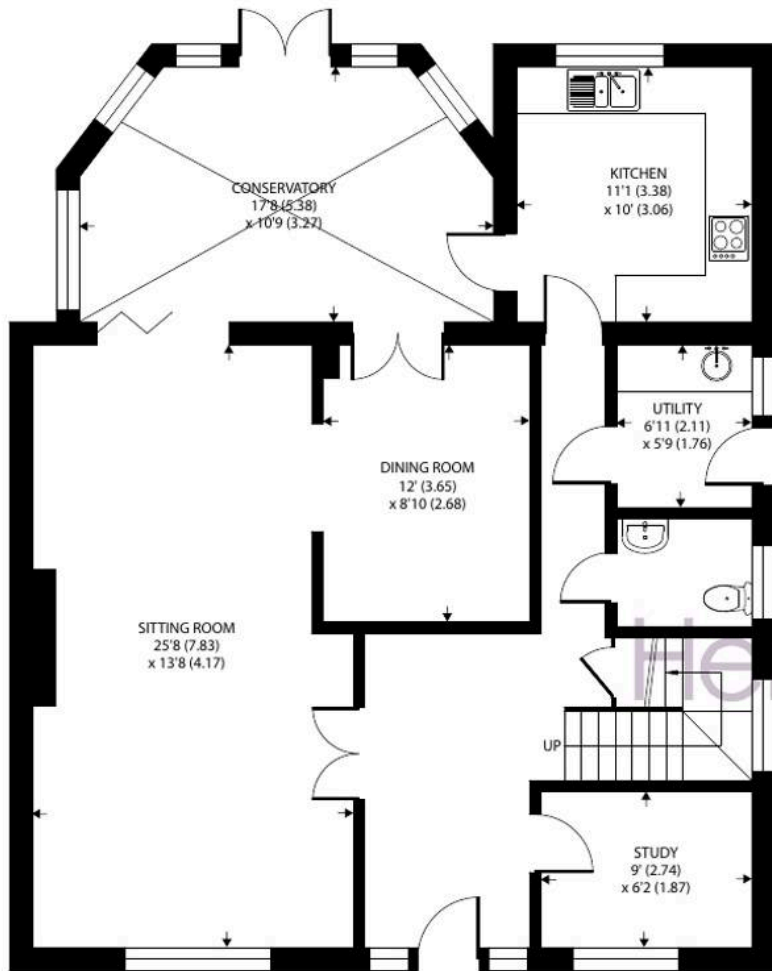 CONSERVATORY
17'8 (5.38)
x 10'9 (3.27)
KITCHEN
11'1 (3.38)
x 10' (3.06)
UTILITY
6'11 (2.11)
x 5'9 (1.76)
DINING ROOM
12' (3.65)
x 8'10 (2.68)
SITTING ROOM
25'8 (7.83)
x 13'8 (4.17)
He
UP
STUDY
9' (2.74)
x 6'2 (1.87)